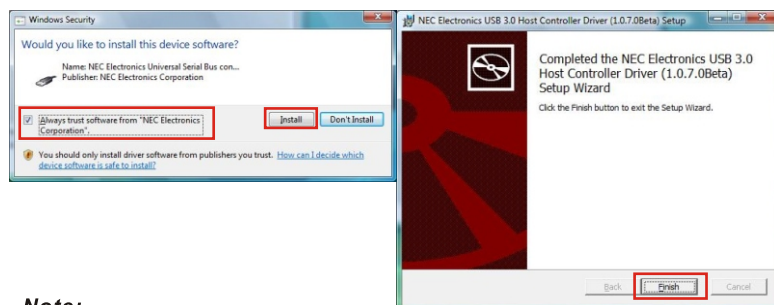 Windows Security
Would you like to install this device software?
Name: NEC Electronics Universal Serial Bus con...
Publisher: NEC Electronics Corporation
Always trust software from "NEC Electronics
Corporation".
Install
Don't Install
You should only install driver software from publishers you trust. How can I decide which
device software is safe to install?
NEC Electronics USB 3.0 Host Controller Driver (1.0.7.0Beta) Setup
Completed the NEC Electronics USB 3.0
Host Controller Driver (1.0.7.0Beta)
Setup Wizard
Click the Finish button to exit the Setup Wizard.
Back
Finish
Cancel
Note: